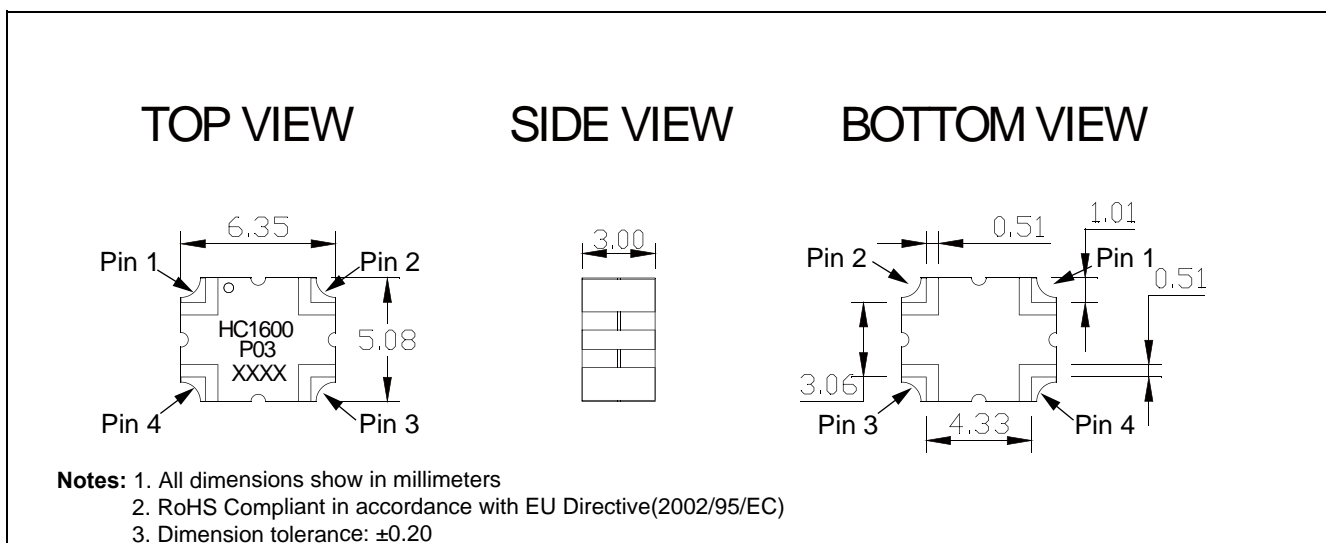 TOP VIEW
SIDE VIEW
BOTTOM VIEW
6.35
Pin 1
Pin 2
HC1600
P03
XXXX
5.08
Pin 4
Pin 3
3.00
0.51
1.01
Pin 2
Pin 1
0.51
3.06
Pin 3
4.33
Pin 4
Notes: 1. All dimensions show in millimeters
2. RoHS Compliant in accordance with EU Directive(2002/95/EC)
3. Dimension tolerance: ±0.20